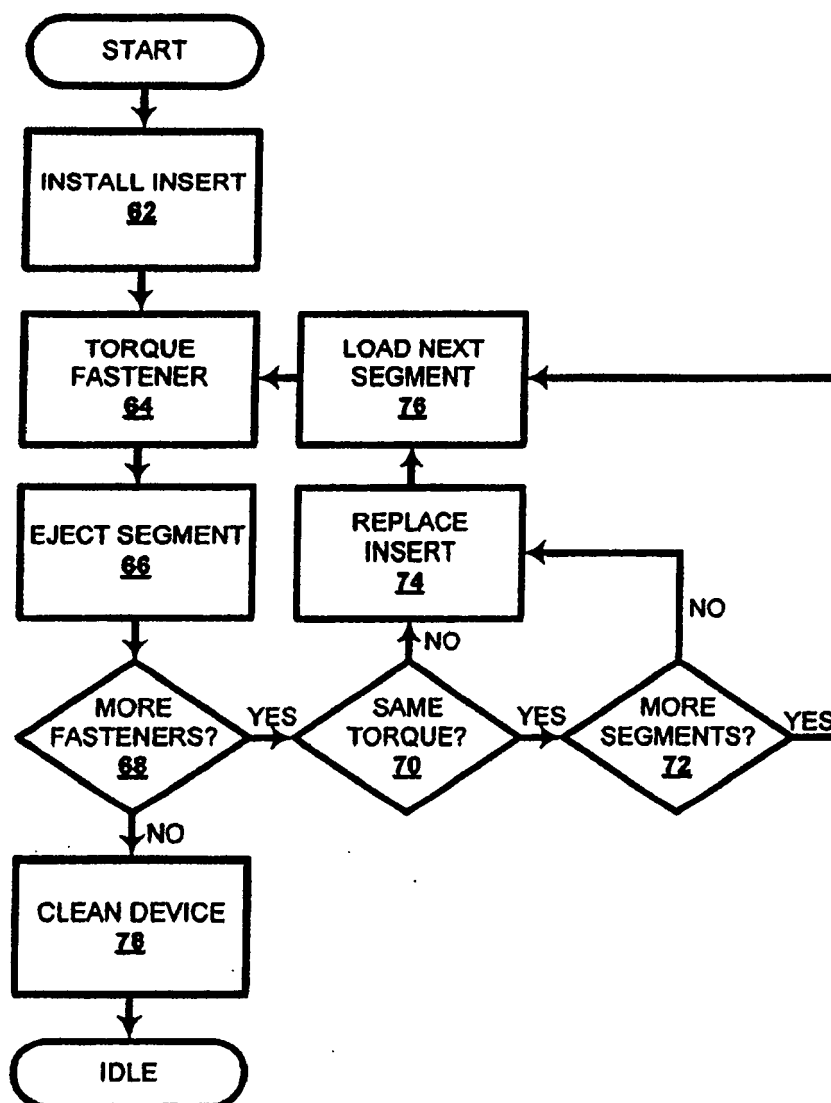 START
INSTALL INSERT
62
TORQUE
FASTENER
64
LOAD NEXT
SEGMENT
76
EJECT SEGMENT
66
REPLACE
INSERT
74
NO
NO
MORE
FASTENERS?
68
YES
SAME
TORQUE?
70
YES
MORE
SEGMENTS?
72
YES
NO
CLEAN DEVICE
78
IDLE